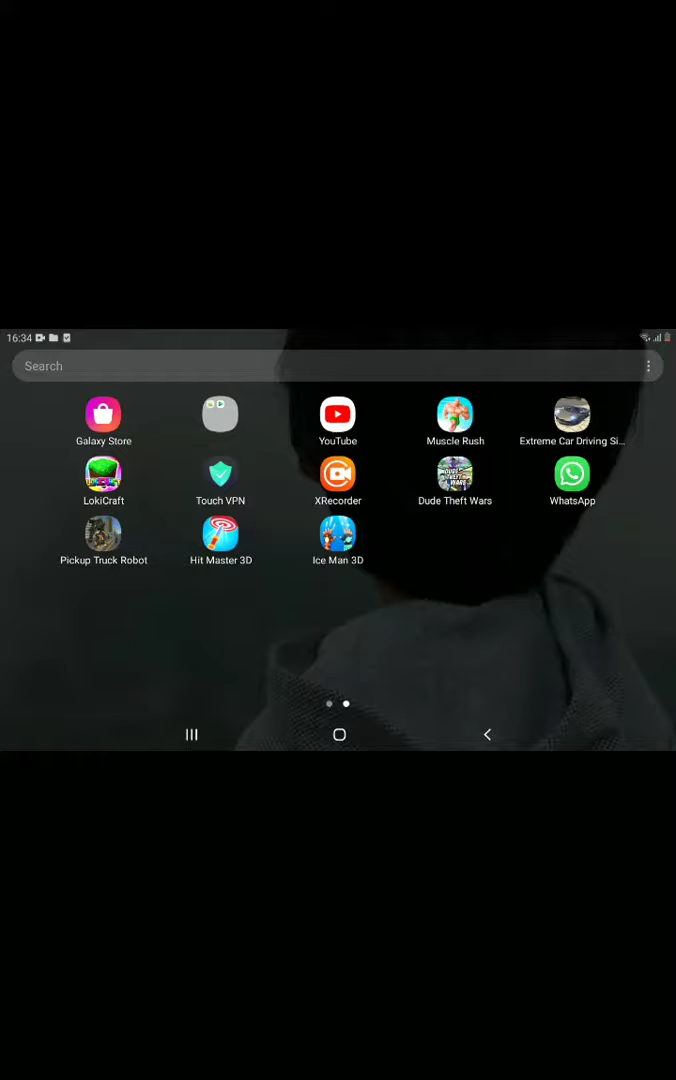 16:34
Search
Galaxy Store
YouTube
Muscle Rush
Extreme Car Driving Si...
LokiCraft
Touch VPN
XRecorder
Dude Theft Wars
WhatsApp
Pickup Truck Robot
Hit Master 3D
Ice Man 3D